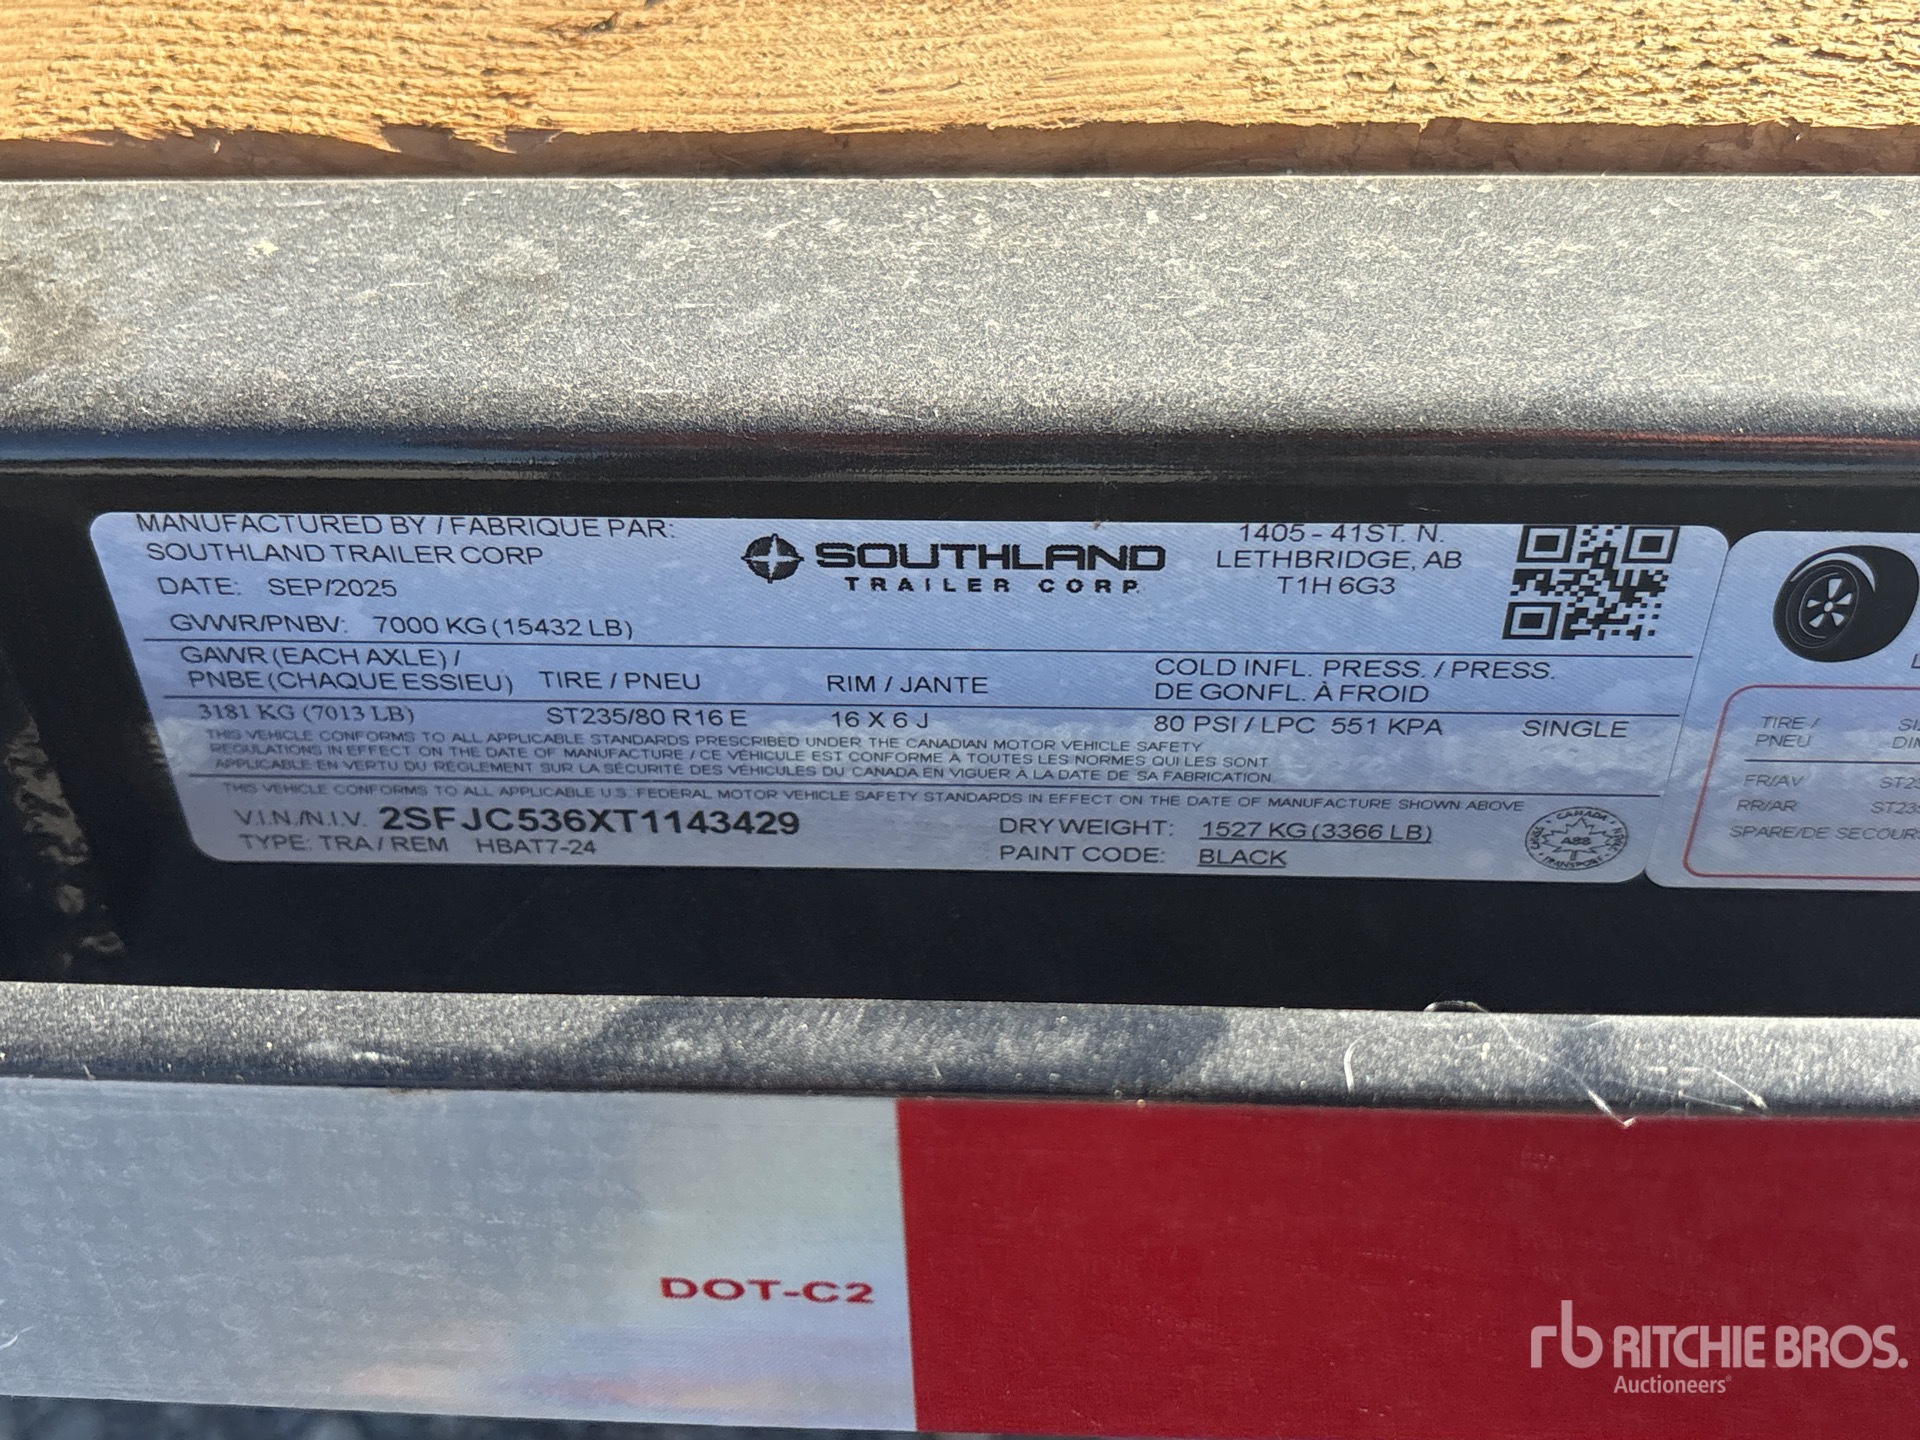 MANUFACTURED BY / FABRIQUE PAR:
SOUTHLAND TRAILER CORP
DATE: SEP/2025
GVWR/PNBV: 7000 KG (15432 LB)
SOUTHLAND
TRAILER CORP
1405 - 41ST. N.
LETHBRIDGE, AB
T1H 6G3
GAWR (EACH AXLE) /
PNBE (CHAQUE ESSIEU) TIRE / PNEU RIM / JANTE COLD INFL. PRESS. / PRESS.
DE GONFL. À FROID
3181 KG (7013 LB) ST235/80 R16 E 16 X 6 J 80 PSI / LPC 551 KPA SINGLE
THIS VEHICLE CONFORMS TO ALL APPLICABLE STANDARDS PRESCRIBED UNDER THE CANADIAN MOTOR VEHICLE SAFETY
REGULATIONS IN EFFECT ON THE DATE OF MANUFACTURE / CE VÉHICULE EST CONFORME À TOUTES LES NORMES QUI LES SONT
APPLICABLE EN VERTU DU RÈGLEMENT SUR LA SÉCURITÉ DES VÉHICULES DU CANADA EN VIGUER À LA DATE DE SA FABRICATION
THIS VEHICLE CONFORMS TO ALL APPLICABLE U.S. FEDERAL MOTOR VEHICLE SAFETY STANDARDS IN EFFECT ON THE DATE OF MANUFACTURE SHOWN ABOVE
V.I.N./N.I.V. 2SFJC536XT1143429
TYPE: TRA / REM HBAT7-24
DRY WEIGHT: 1527 KG (3366 LB)
PAINT CODE: BLACK
CANADA
TRANSPORT
TIRE /
PNEU
FR/AV ST23
RR/AR ST23
SPARE/DE SECOURS
DOT-C2
rb RITCHIE BROS.
Auctioneers